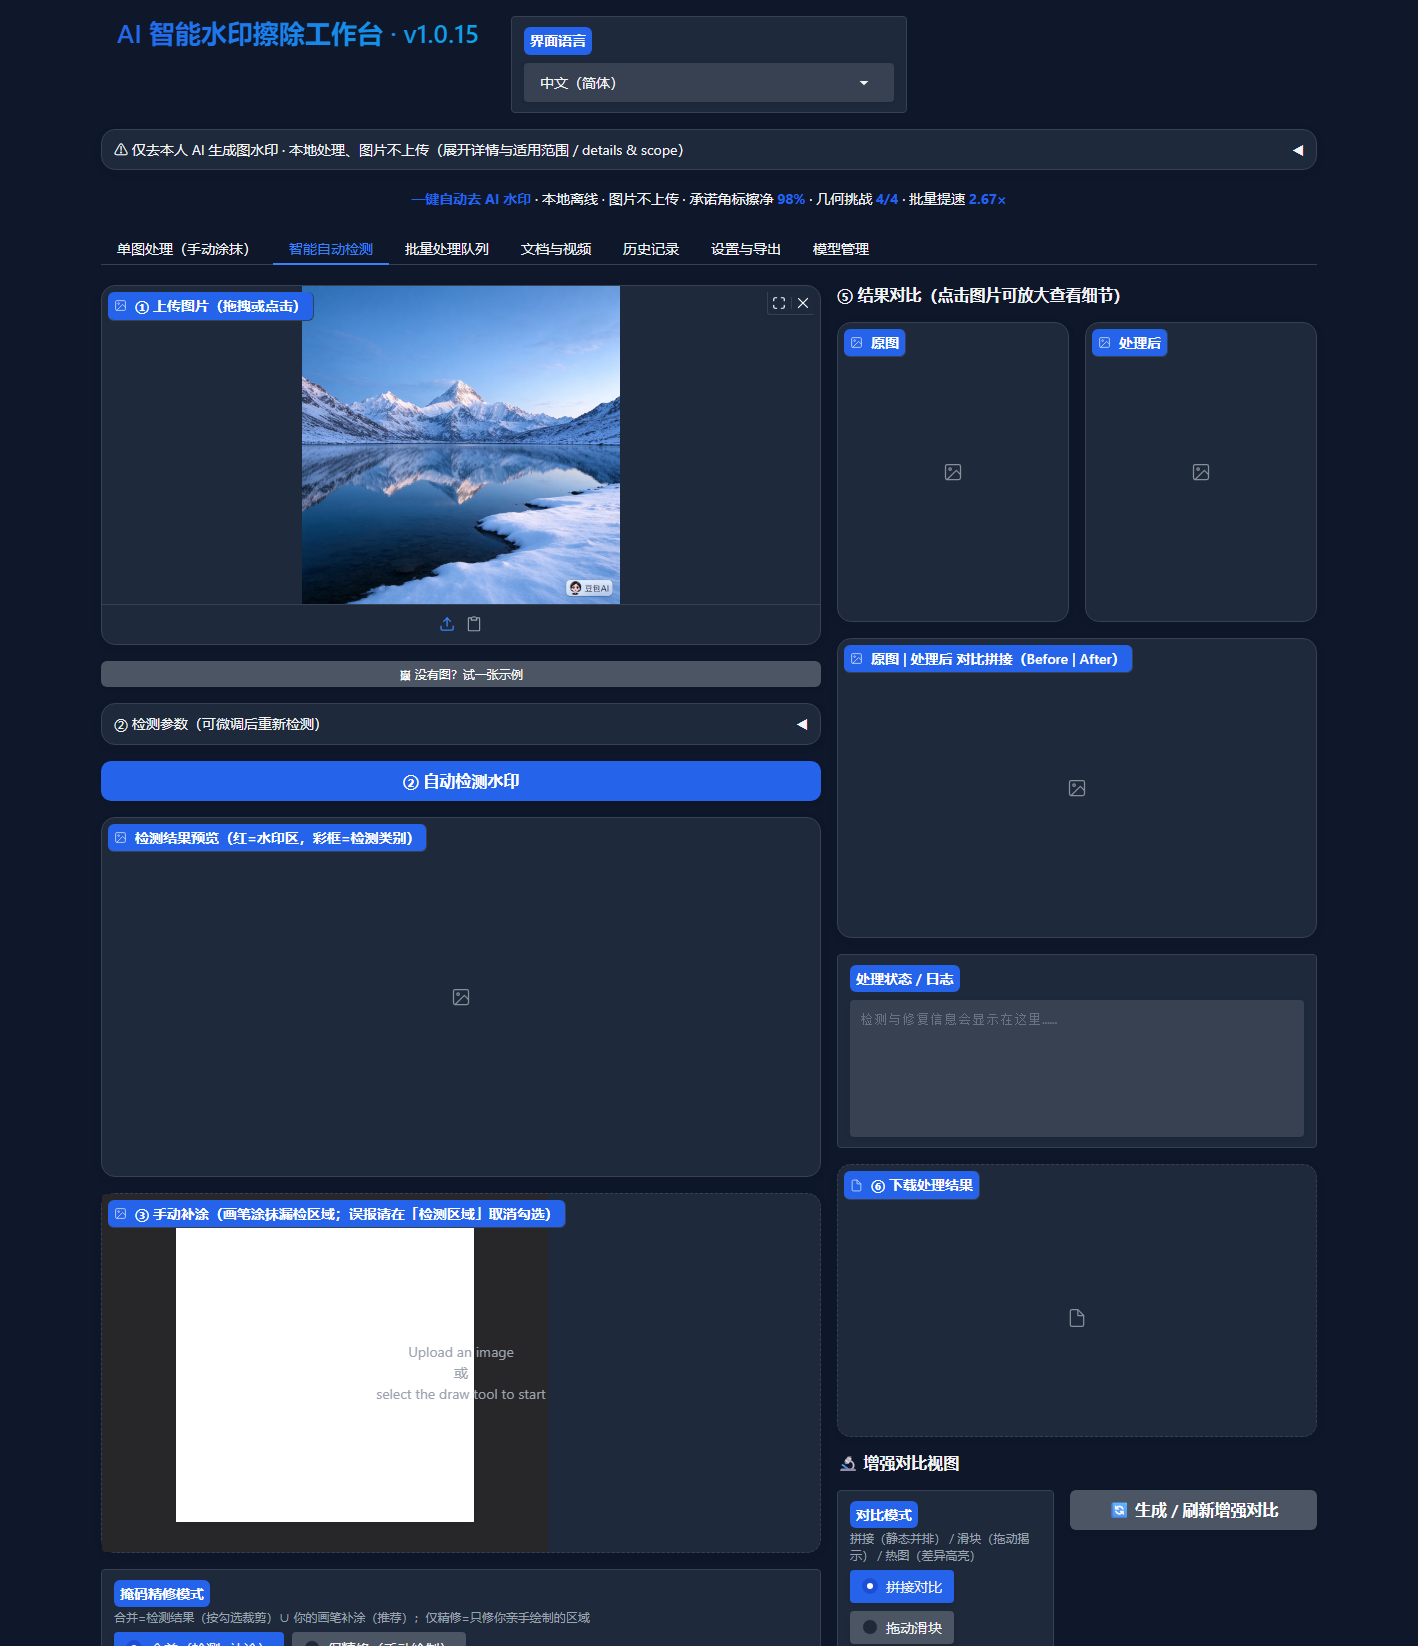 AI 智能水印擦除工作台 · v1.0.15
界面语言
中文（简体）
⚠ 仅去本人 AI 生成图水印 · 本地处理、图片不上传（展开详情与适用范围 / details & scope）
一键自动去 AI 水印 · 本地离线 · 图片不上传 · 承诺角标擦净 98% · 几何挑战 4/4 · 批量提速 2.67×
单图处理（手动涂抹）
智能自动检测
批量处理队列
文档与视频
历史记录
设置与导出
模型管理
① 上传图片（拖拽或点击）
豆包AI
没有图？试一张示例
② 检测参数（可微调后重新检测）
② 自动检测水印
检测结果预览（红=水印区，彩框=检测类别）
③ 手动补涂（画笔涂抹漏检区域；误报请在「检测区域」取消勾选）
Upload an image
或
select the draw tool to start
掩码精修模式
合并=检测结果（按勾选裁剪）∪ 你的画笔补涂（推荐）；仅精修=只修你亲手绘制的区域
⑤ 结果对比（点击图片可放大查看细节）
原图
处理后
原图 | 处理后 对比拼接（Before | After）
处理状态 / 日志
检测与修复信息会显示在这里……
⑥ 下载处理结果
增强对比视图
对比模式
拼接（静态并排） / 滑块（拖动揭
示） / 热图（差异高亮）
拼接对比
拖动滑块
生成 / 刷新增强对比